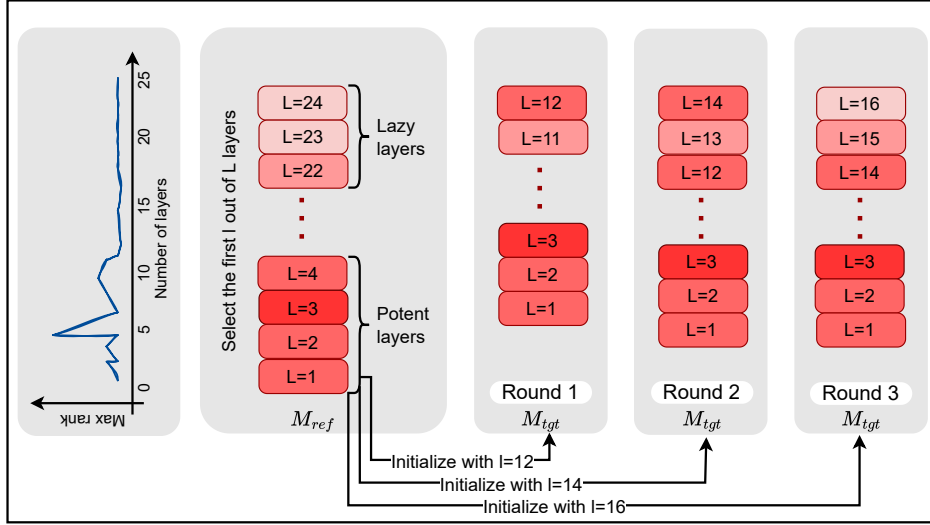 Max rank
Number of layers
0
5
10
15
20
25
Select the first l out of L layers
L=24
L=23
L=22
Lazy
layers
L=4
L=3
L=2
L=1
Potent
layers
M_ref
L=12
L=11
L=3
L=2
L=1
Round 1
M_tgt
L=14
L=13
L=12
L=3
L=2
L=1
Round 2
M_tgt
L=16
L=15
L=14
L=3
L=2
L=1
Round 3
M_tgt
Initialize with l=12
Initialize with l=14
Initialize with l=16